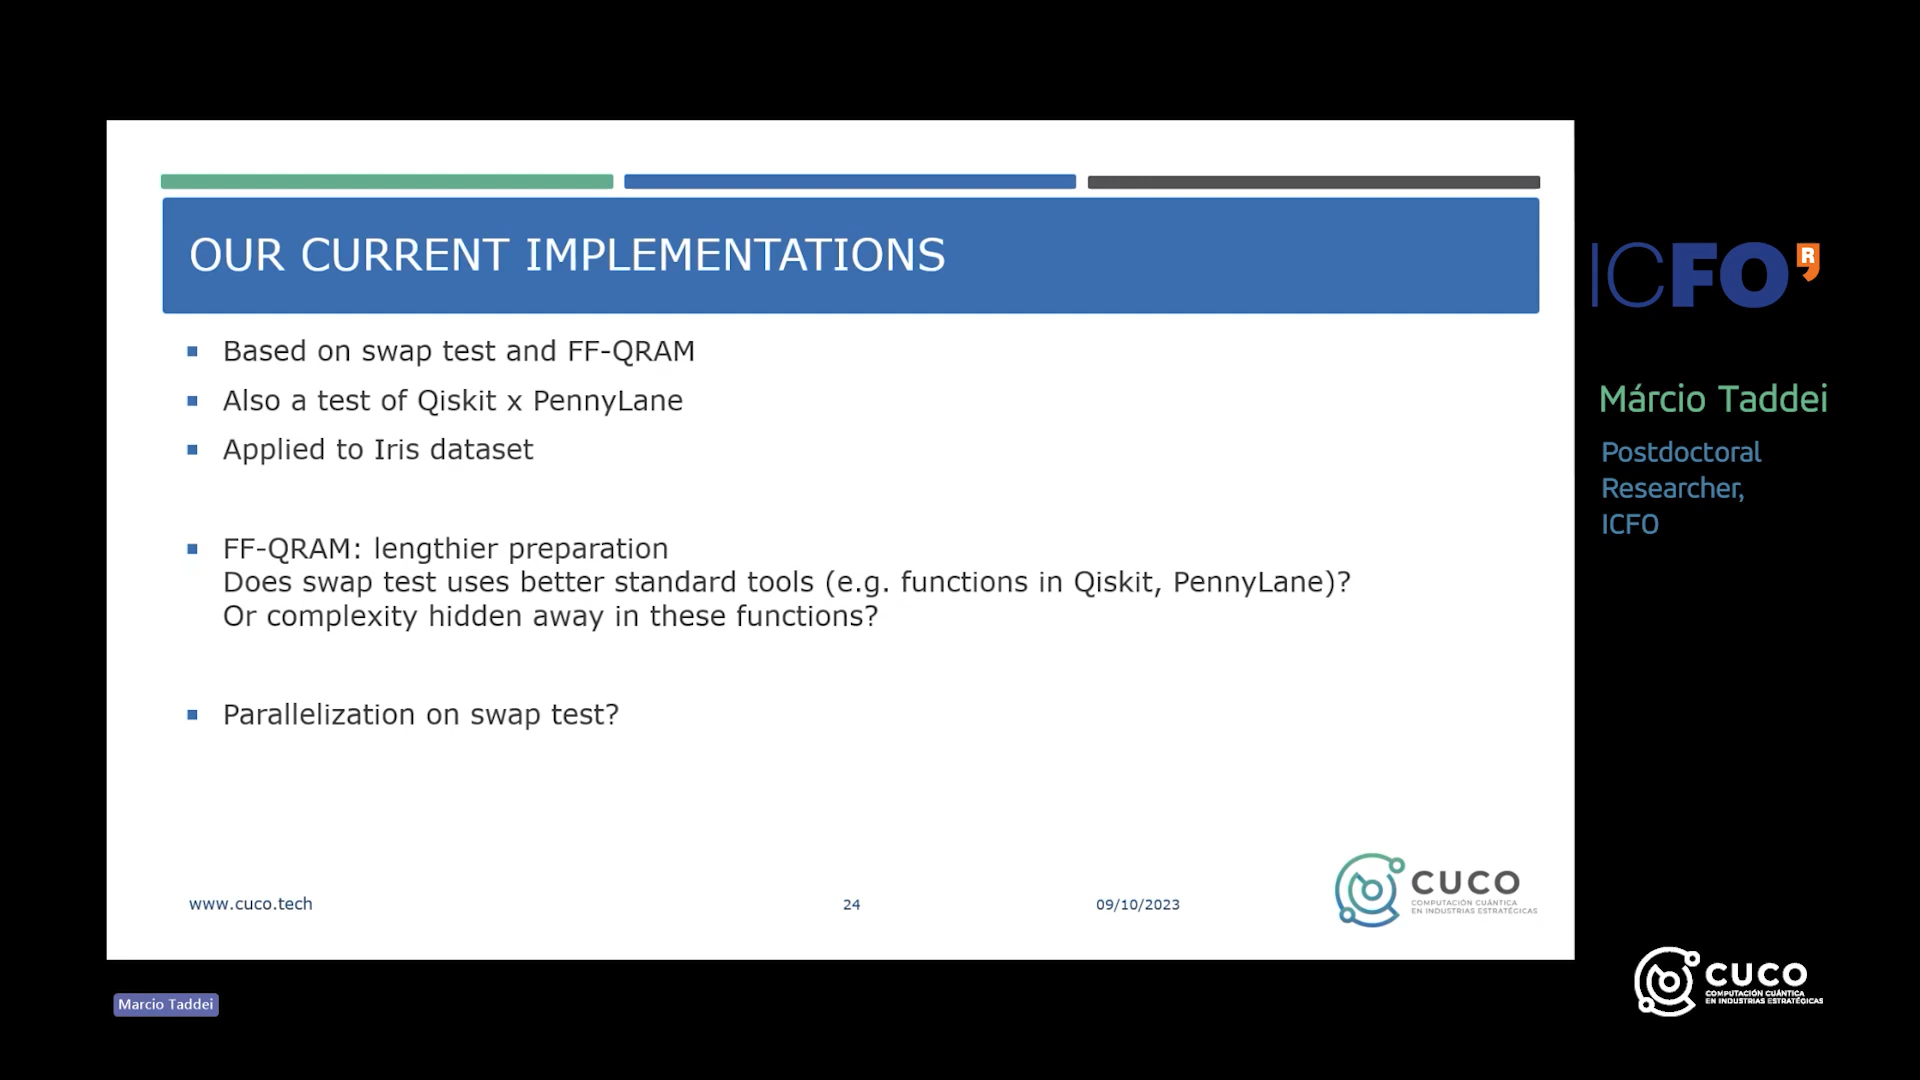 OUR CURRENT IMPLEMENTATIONS
Based on swap test and FF-QRAM
Also a test of Qiskit x PennyLane
Applied to Iris dataset
FF-QRAM: lengthier preparation
Does swap test uses better standard tools (e.g. functions in Qiskit, PennyLane)?
Or complexity hidden away in these functions?
Parallelization on swap test?
www.cuco.tech
24
09/10/2023
CUCO
COMPUTACIÓN CUÁNTICA
EN INDUSTRIAS ESTRATÉGICAS
ICFO
R
Márcio Taddei
Postdoctoral
Researcher,
ICFO
Marcio Taddei
CUCO
COMPUTACIÓN CUÁNTICA
EN INDUSTRIAS ESTRATÉGICAS